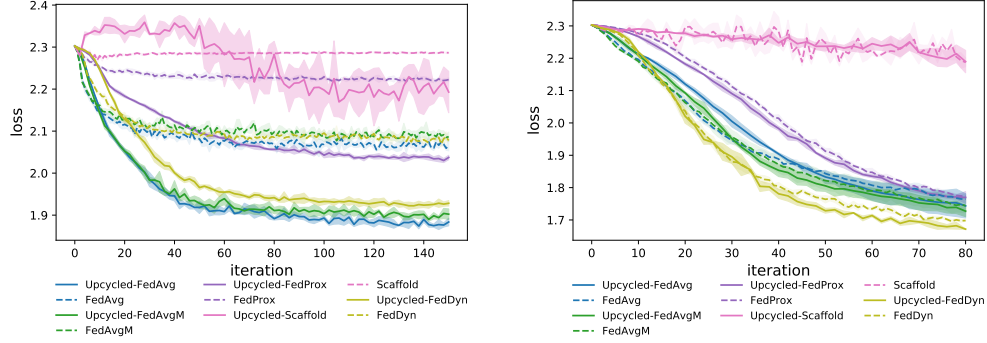 2.4
2.3
2.2
2.1
2.0
1.9
loss
0 20 40 60 80 100 120 140
iteration
Upcycled-FedAvg Upcycled-FedProx Scaffold
FedAvg FedProx Upcycled-FedDyn
Upcycled-FedAvgM Upcycled-Scaffold FedDyn
FedAvgM
2.3
2.2
2.1
2.0
1.9
1.8
1.7
loss
0 10 20 30 40 50 60 70 80
iteration
Upcycled-FedAvg Upcycled-FedProx Scaffold
FedAvg FedProx Upcycled-FedDyn
Upcycled-FedAvgM Upcycled-Scaffold FedDyn
FedAvgM